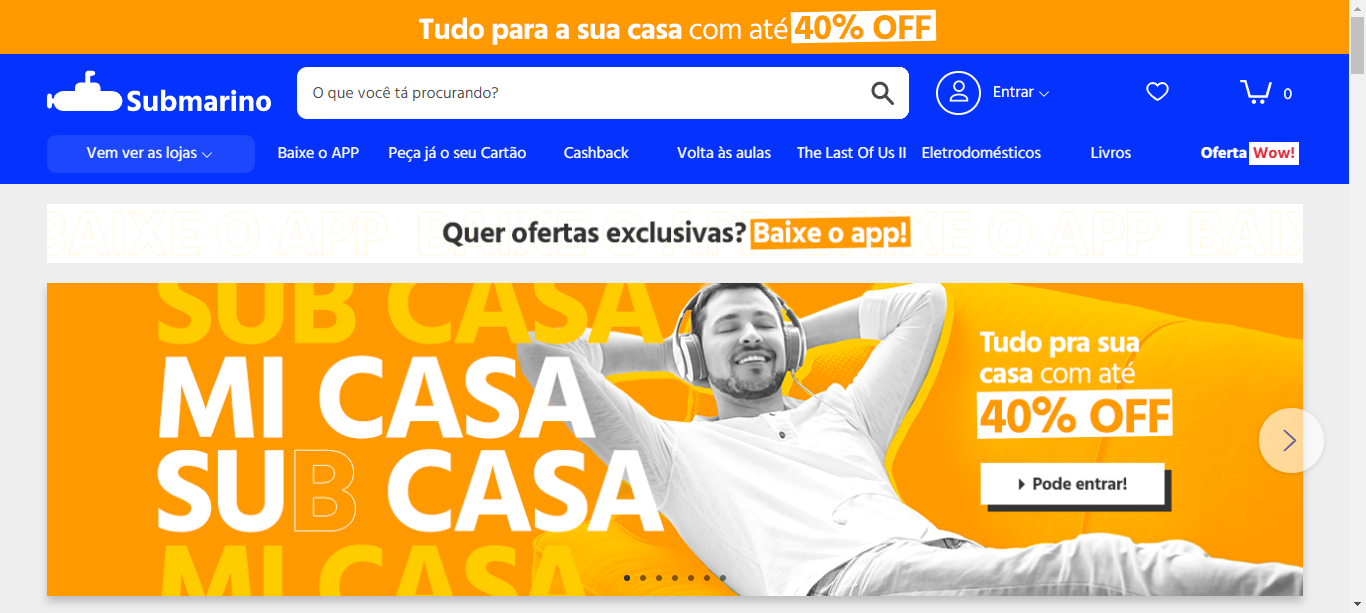 Tudo para a sua casa com até 40% OFF
Submarino
O que você tá procurando?
Entrar
0
Vem ver as lojas
Baixe o APP
Peça já o seu Cartão
Cashback
Volta às aulas
The Last Of Us II
Eletrodomésticos
Livros
Oferta Wow!
BAIXE O APP BAIXE O APP BAIXE O APP BAIX
Quer ofertas exclusivas? Baixe o app!
SUB CASA
MI CASA
SUB CASA
MI CASA
Tudo pra sua
casa com até
40% OFF
Pode entrar!